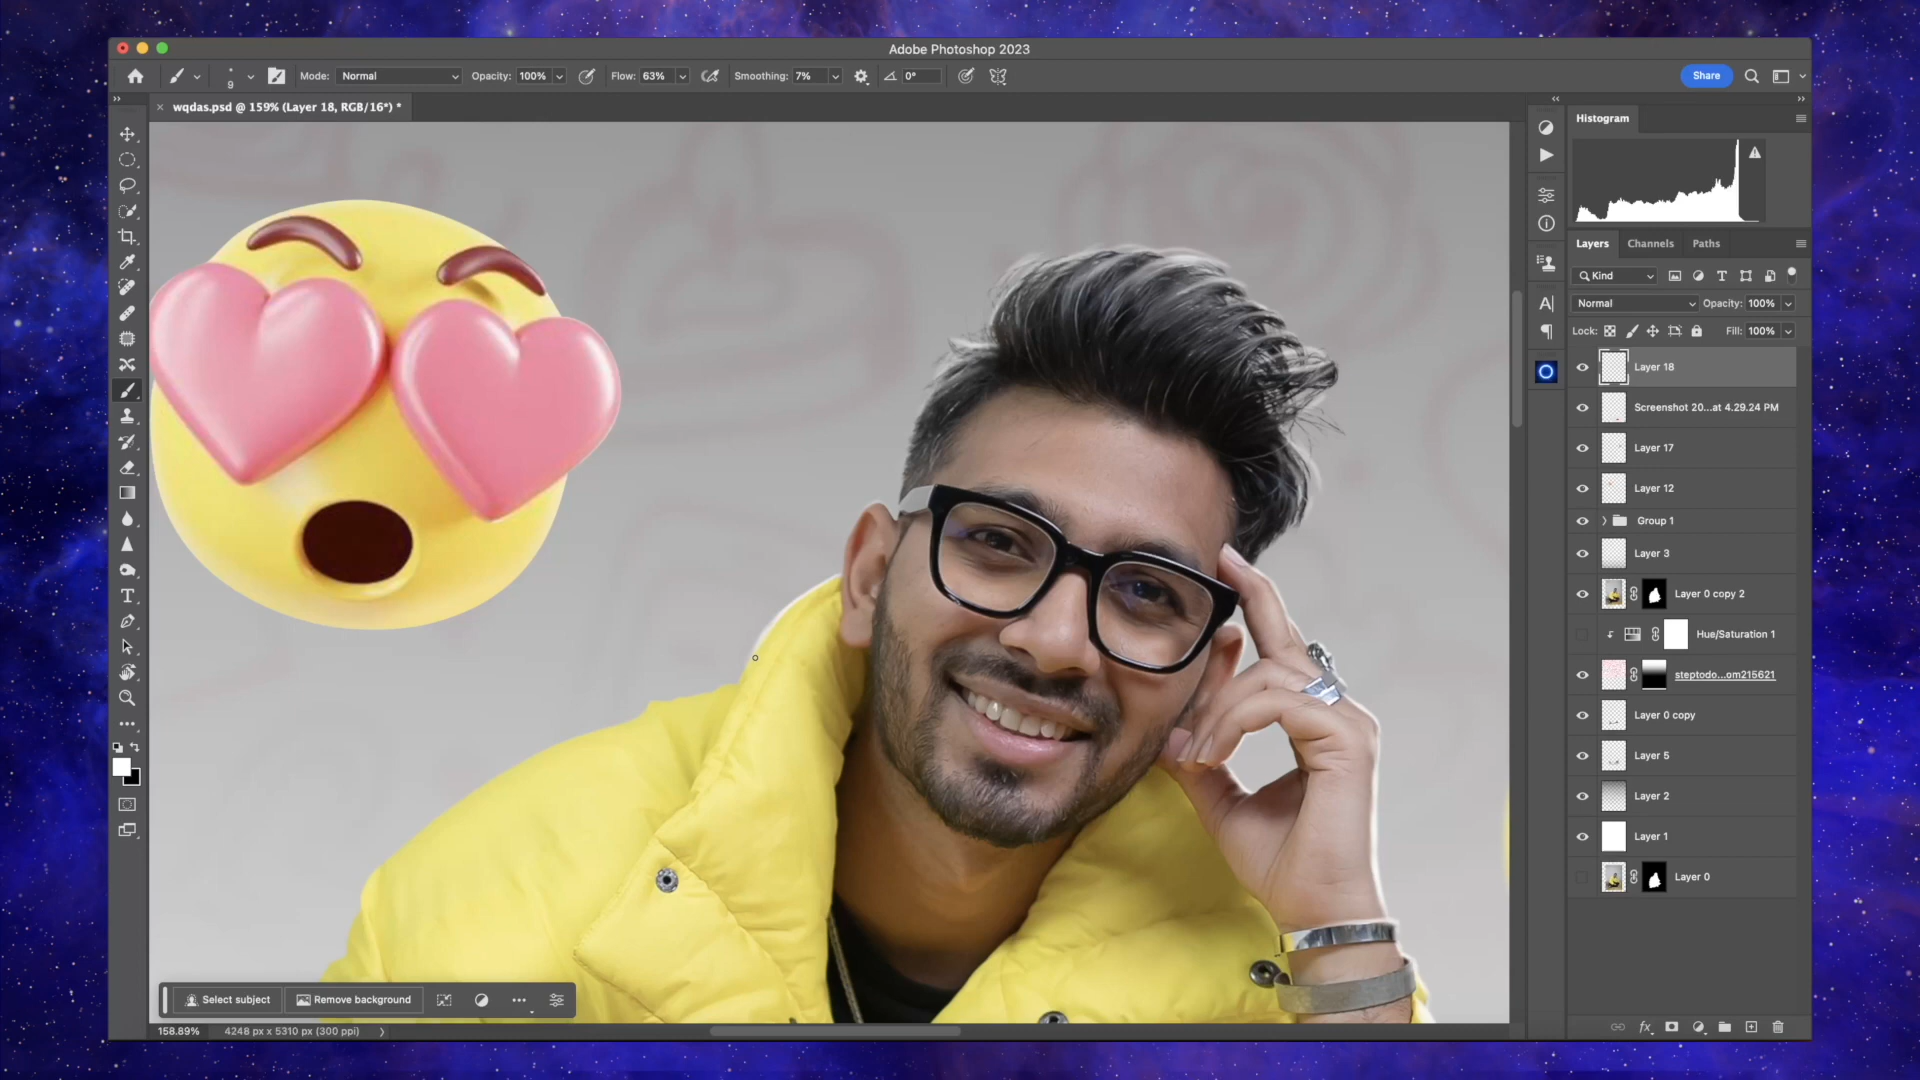 Adobe Photoshop 2023
9
Mode: Normal Opacity: 100% Flow: 63% Smoothing: 7% 0° Share
wqdas.psd @ 159% (Layer 18, RGB/16*) *
Histogram
Layers Channels Paths
Kind
Normal Opacity: 100%
Lock: Fill: 100%
Layer 18
Screenshot 20...at 4.29.24 PM
Layer 17
Layer 12
Group 1
Layer 3
Layer 0 copy 2
Hue/Saturation 1
steptodo...om215621
Layer 0 copy
Layer 5
Layer 2
Layer 1
Layer 0
Select subject Remove background
158.89% 4248 px x 5310 px (300 ppi)